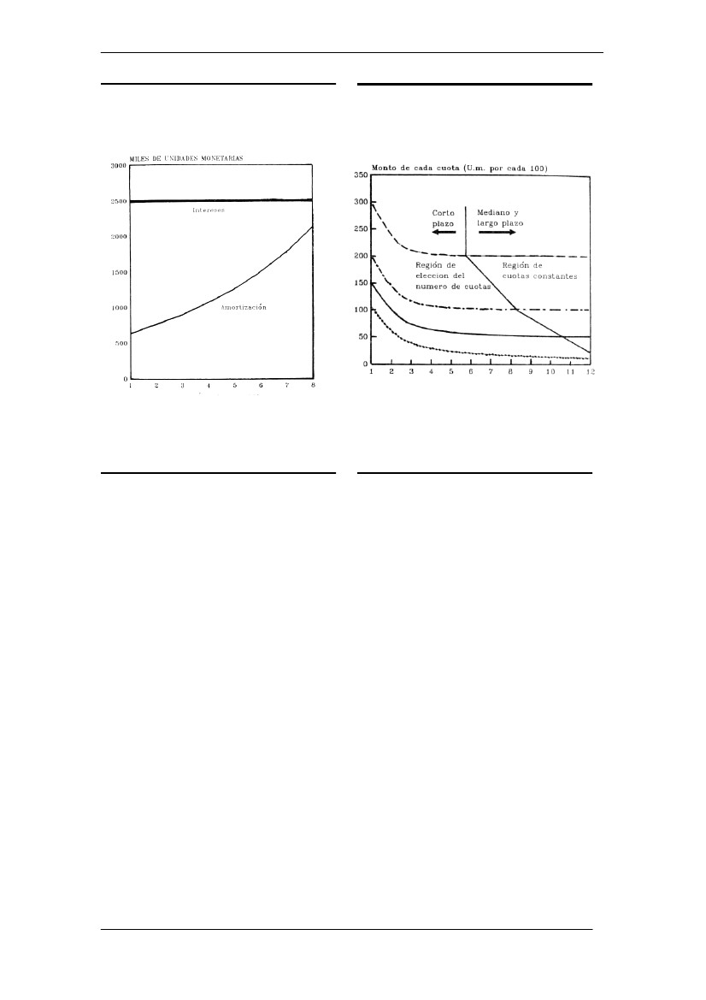 MILES DE UNIDADES MONETARIAS
3000
2500
Intereses
2000
1500
1000
Amortización
500
0
1 2 3 4 5 6 7 8
Monto de cada cuota (U.m. por cada 100)
350
300
Corto Mediano y
plazo largo plazo
250
200
Región de Región de
eleccion del cuotas constantes
numero de cuotas
150
100
50
0
1 2 3 4 5 6 7 8 9 10 11 12